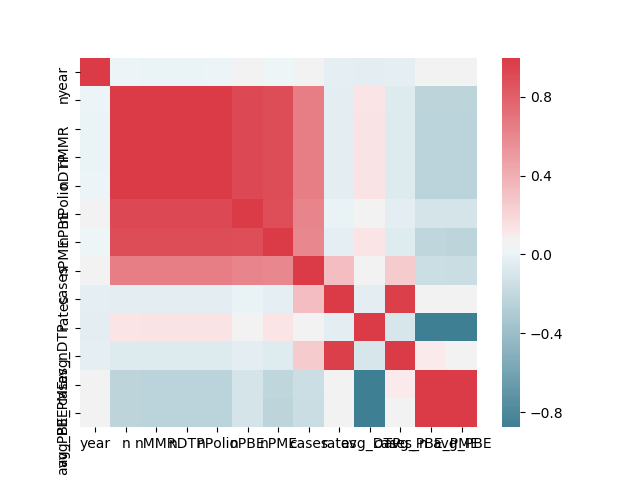 year
n
nMMR
nDTP
nPolio
nPBE
nPME
cases
rates
year
n
nMMR
nDTP
nPolio
nPBE
nPME
cases
rates
0.8
0.4
0.0
−0.4
−0.8